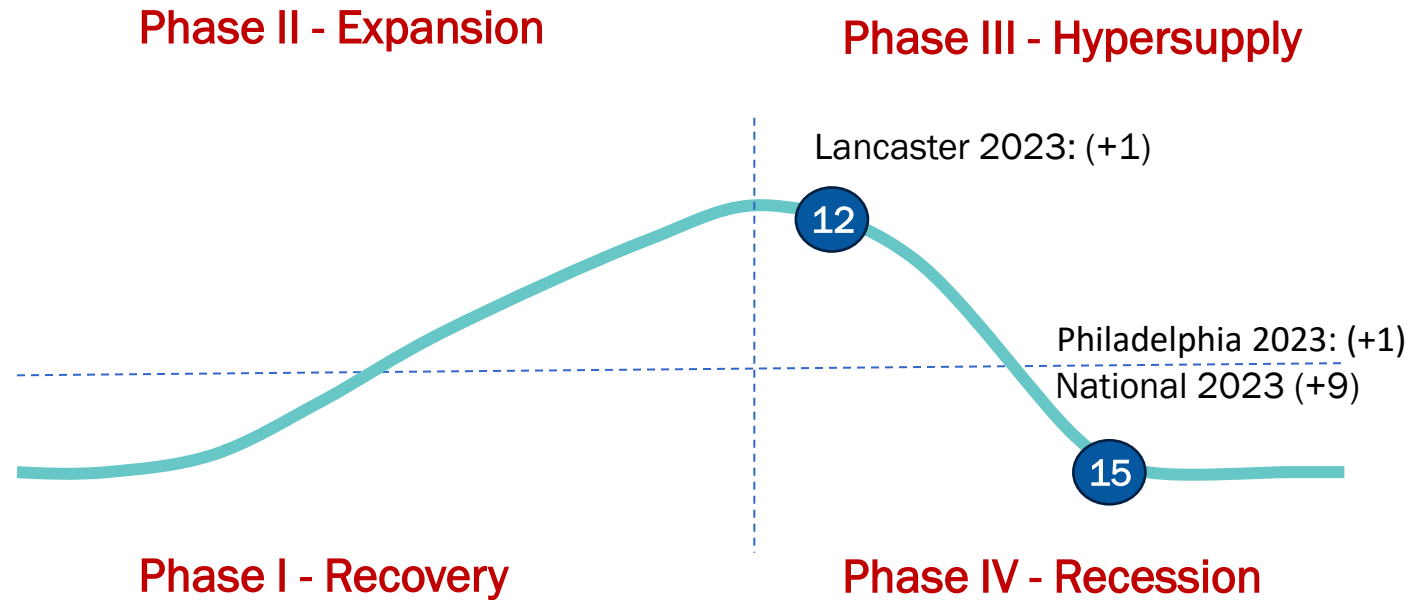 Phase II - Expansion
Phase III - Hypersupply
Lancaster 2023: (+1)
12
Philadelphia 2023: (+1)
National 2023 (+9)
15
Phase I - Recovery
Phase IV - Recession